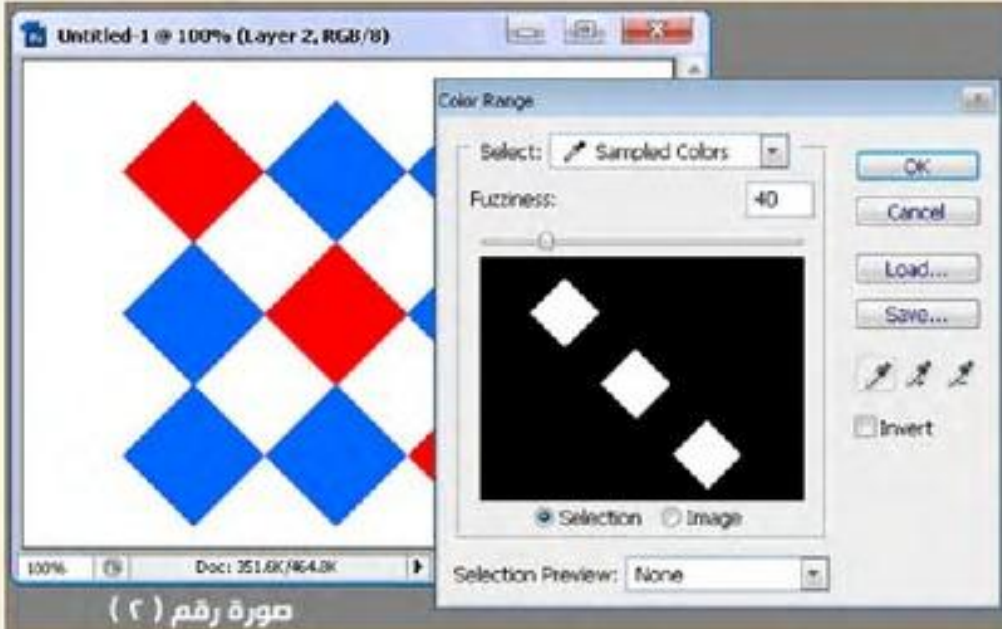 Untitled-1 @ 100% (Layer 2, RGB/8)
Color Range
Select: Sampled Colors
Fuzziness: 40
OK
Cancel
Load...
Save...
Invert
Selection Image
Selection Preview: None
100% Doc: 351.6K/464.8K
صورة رقم ( ٢ )